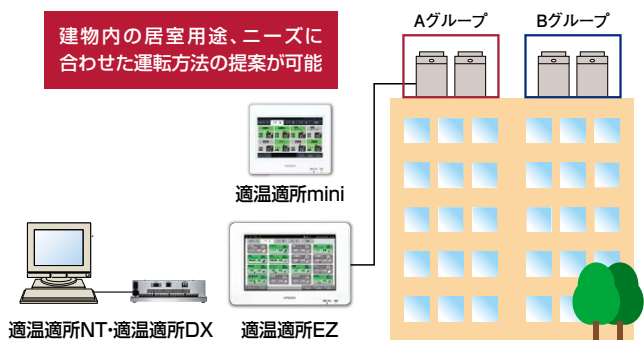 建物内の居室用途、ニーズに
合わせた運転方法の提案が可能
Aグループ
Bグループ
適温適所mini
適温適所NT・適温適所DX
適温適所EZ